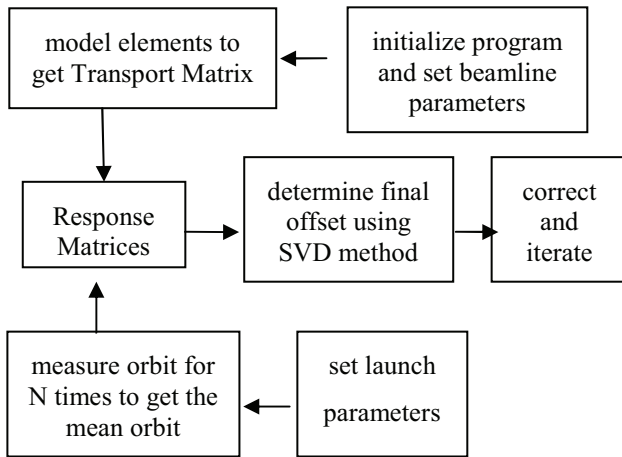 model elements to
get Transport Matrix
initialize program
and set beamline
parameters
Response
Matrices
determine final
offset using
SVD method
correct
and
iterate
measure orbit for
N times to get the
mean orbit
set launch
parameters